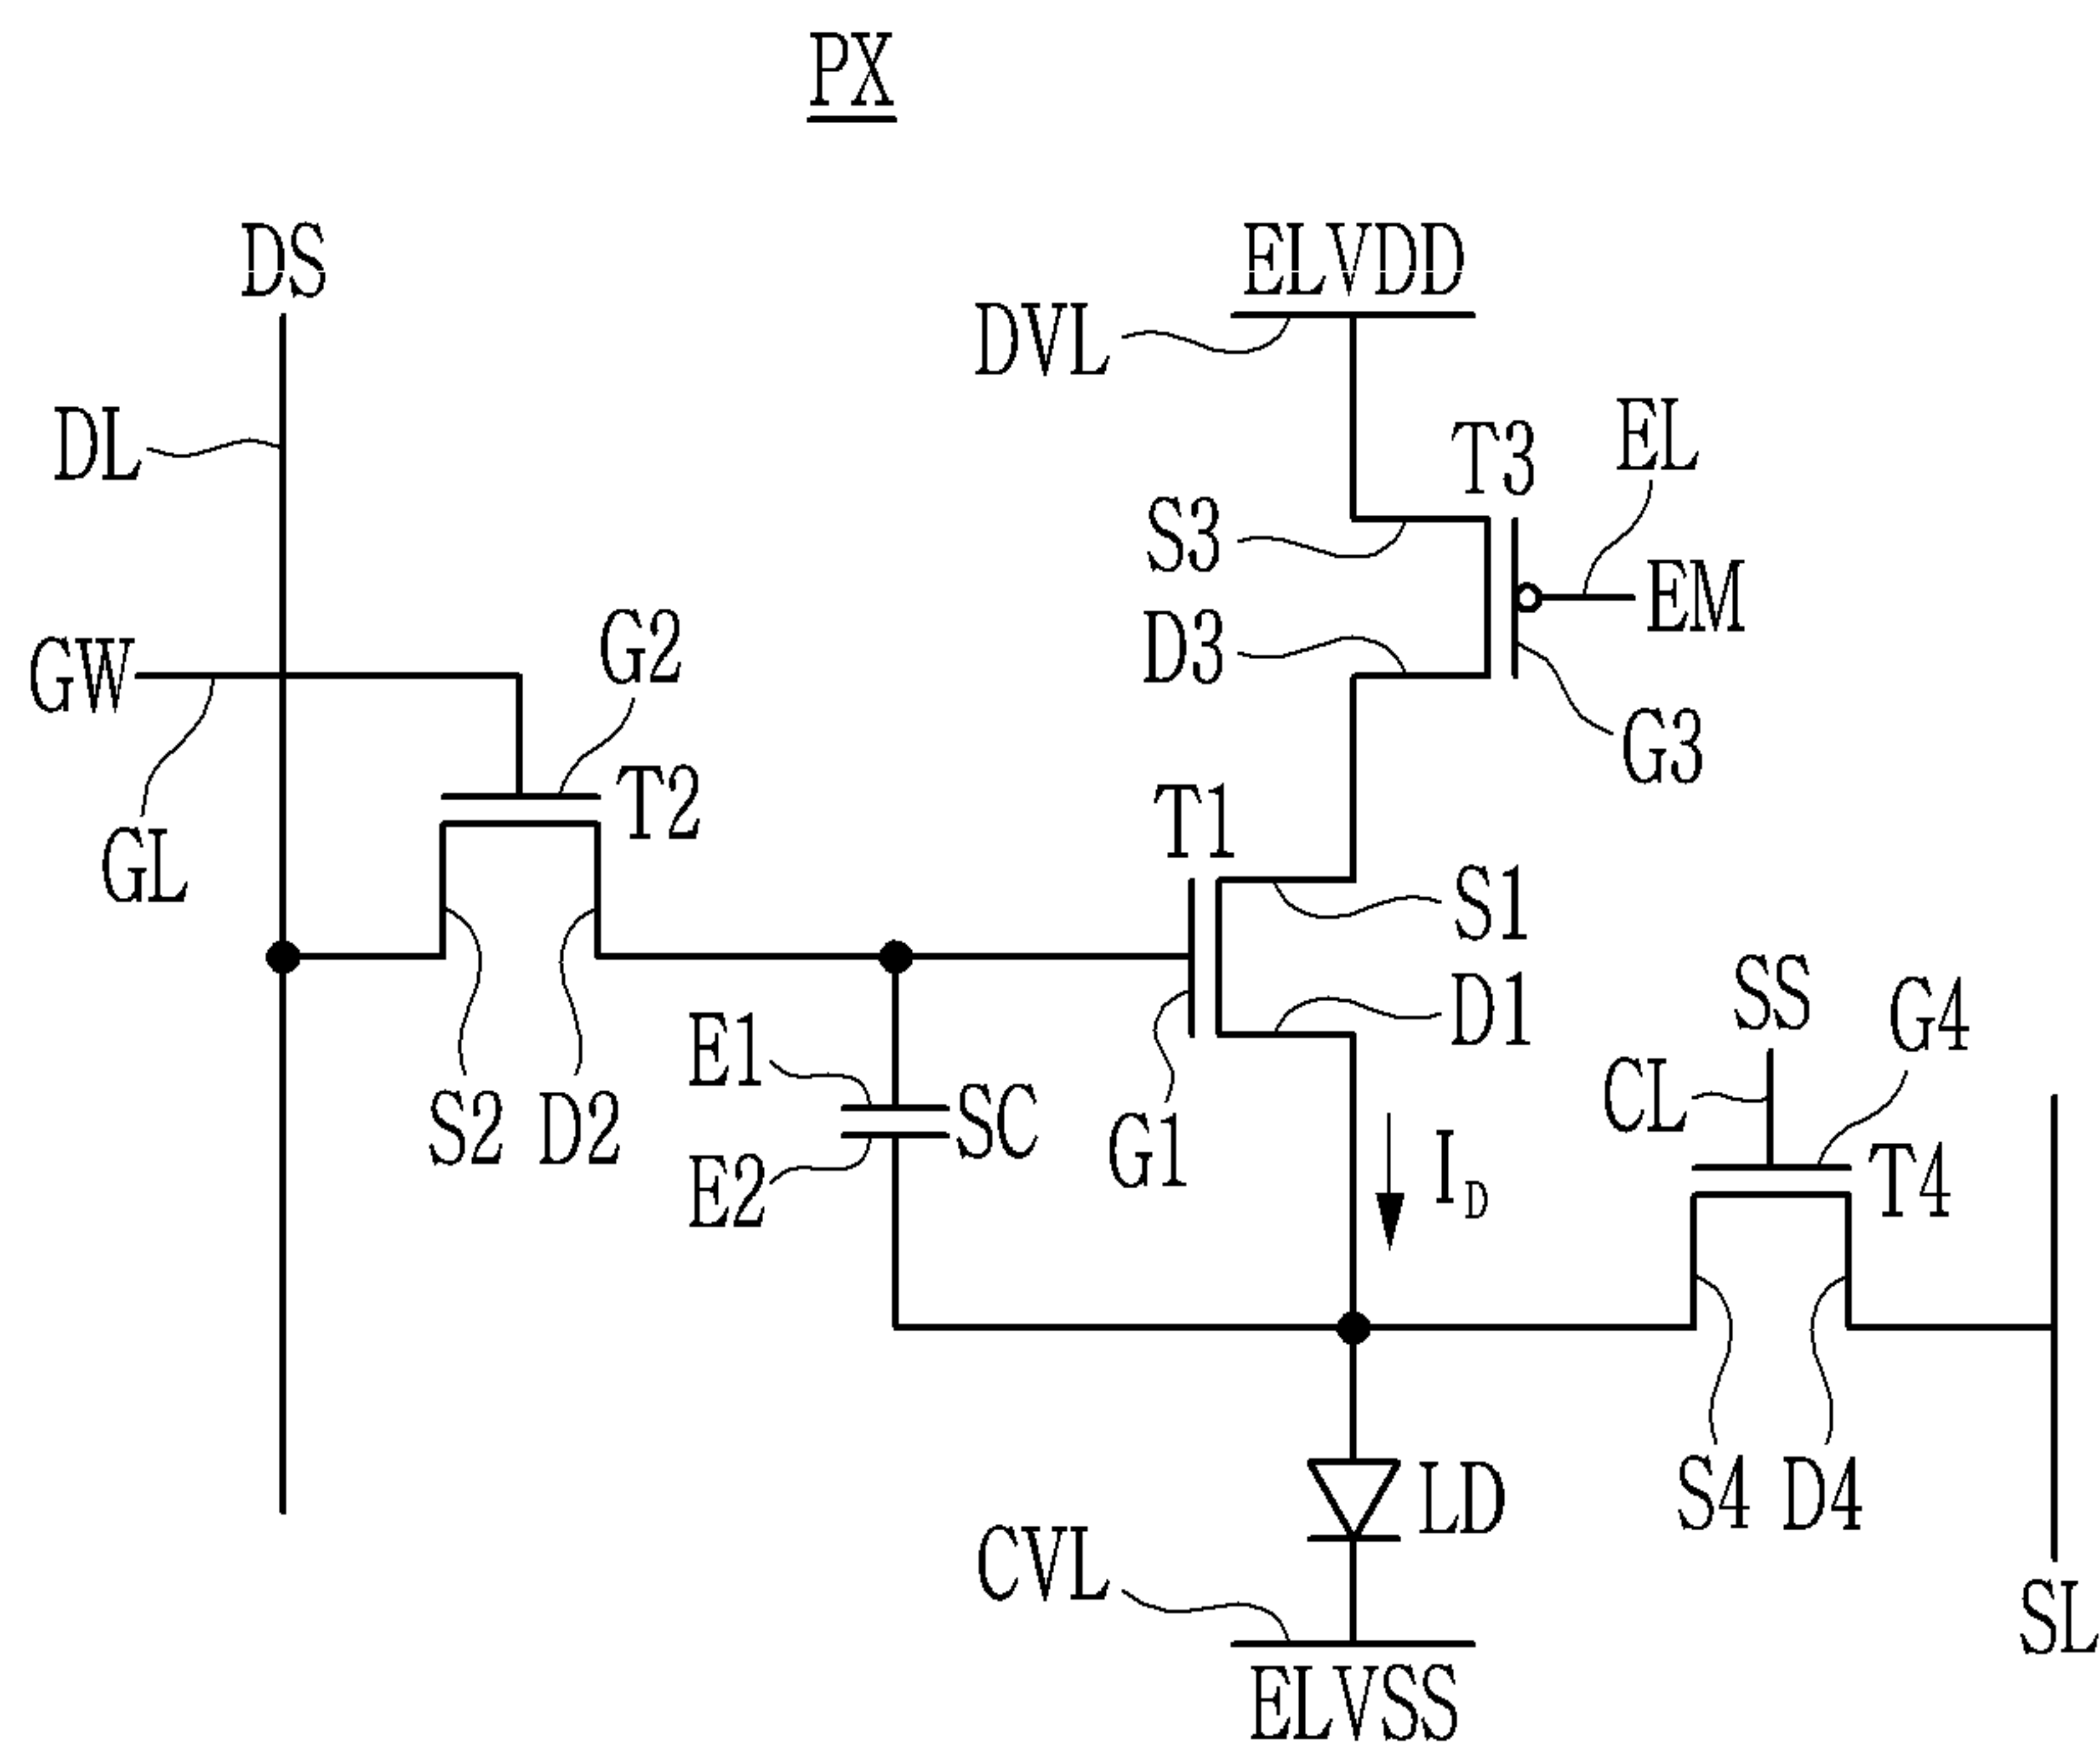 PX
DS
ELVDD
DVL
DL
T3
EL
S3
EM
D3
GW
G2
G3
T2
T1
GL
S1
D1
SS
G4
E1
CL
SC
S2
D2
G1
I_D
T4
E2
LD
S4
D4
CVL
SL
ELVSS